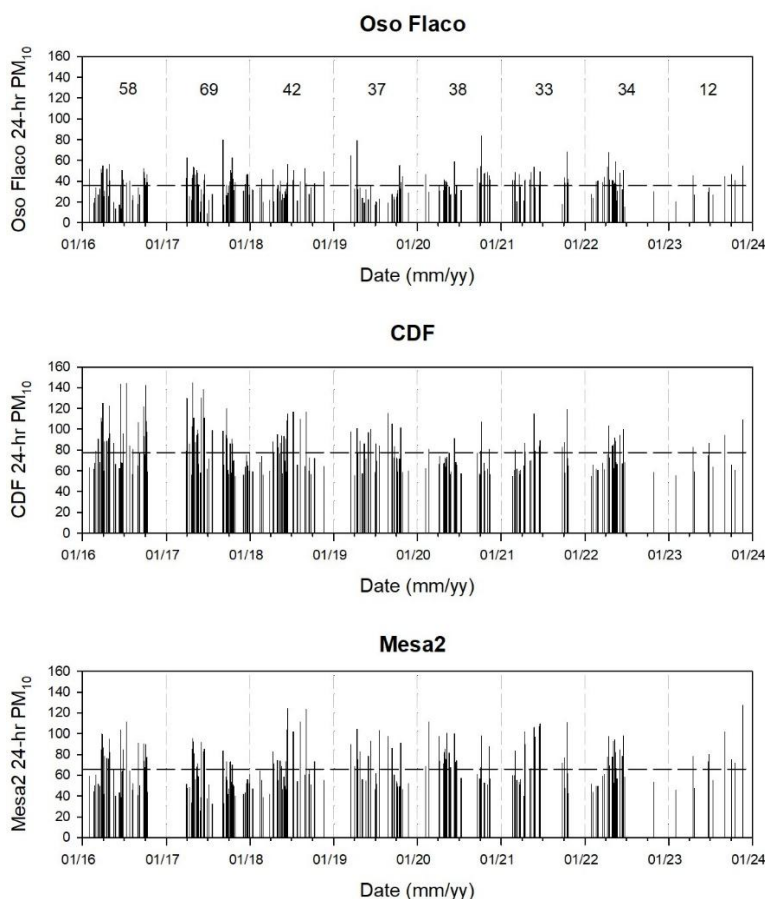 Oso Flaco
Oso Flaco 24-hr PM₁₀
160
140
120
100
80
60
40
20
0
58 69 42 37 38 33 34 12
01/16 01/17 01/18 01/19 01/20 01/21 01/22 01/23 01/24
Date (mm/yy)
CDF
CDF 24-hr PM₁₀
160
140
120
100
80
60
40
20
0
01/16 01/17 01/18 01/19 01/20 01/21 01/22 01/23 01/24
Date (mm/yy)
Mesa2
Mesa2 24-hr PM₁₀
160
140
120
100
80
60
40
20
0
01/16 01/17 01/18 01/19 01/20 01/21 01/22 01/23 01/24
Date (mm/yy)